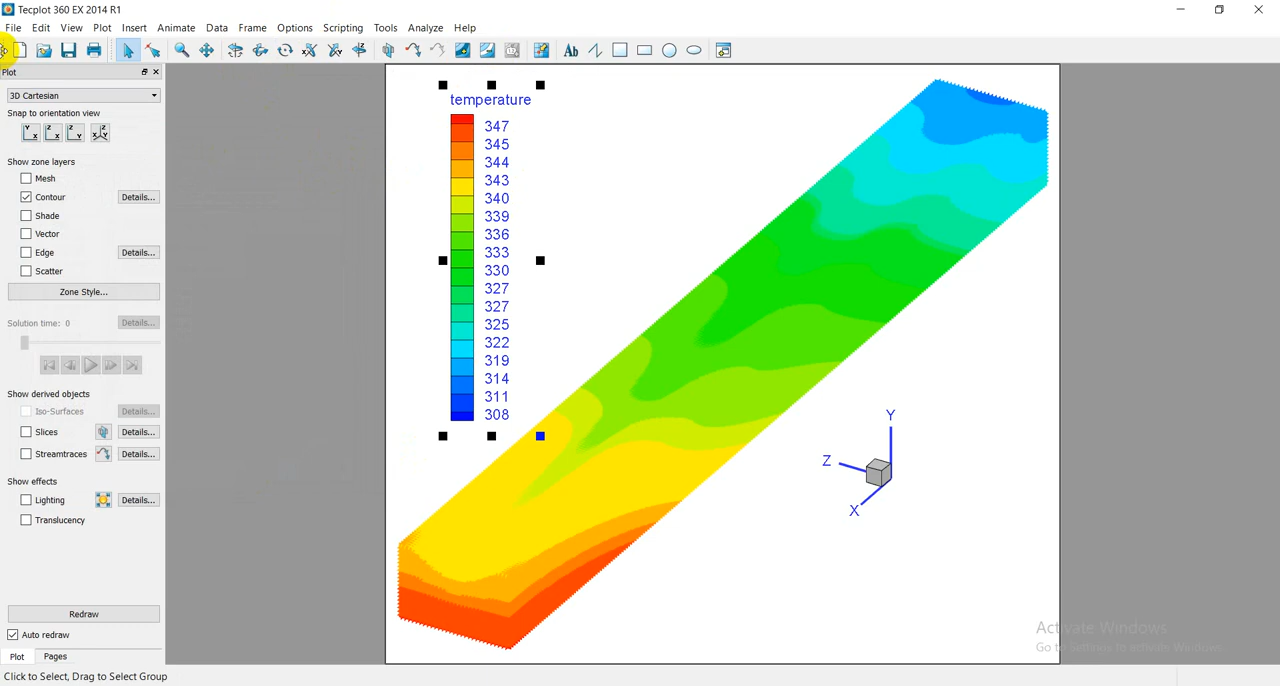 Tecplot 360 EX 2014 R1
File Edit View Plot Insert Animate Data Frame Options Scripting Tools Analyze Help
Plot
3D Cartesian
Snap to orientation view
Y X Z X Z Y
Show zone layers
Mesh
Contour Details...
Shade
Vector
Edge Details...
Scatter
Zone Style...
Solution time: 0 Details...
Show derived objects
Iso-Surfaces Details...
Slices Details...
Streamtraces Details...
Show effects
Lighting Details...
Translucency
Redraw
Auto redraw
Plot Pages
Click to Select, Drag to Select Group
Ab
temperature
347
345
344
343
340
339
336
333
330
327
327
325
322
319
314
311
308
Y
Z
X
Activate Windows
Go to Settings to activate Windows.